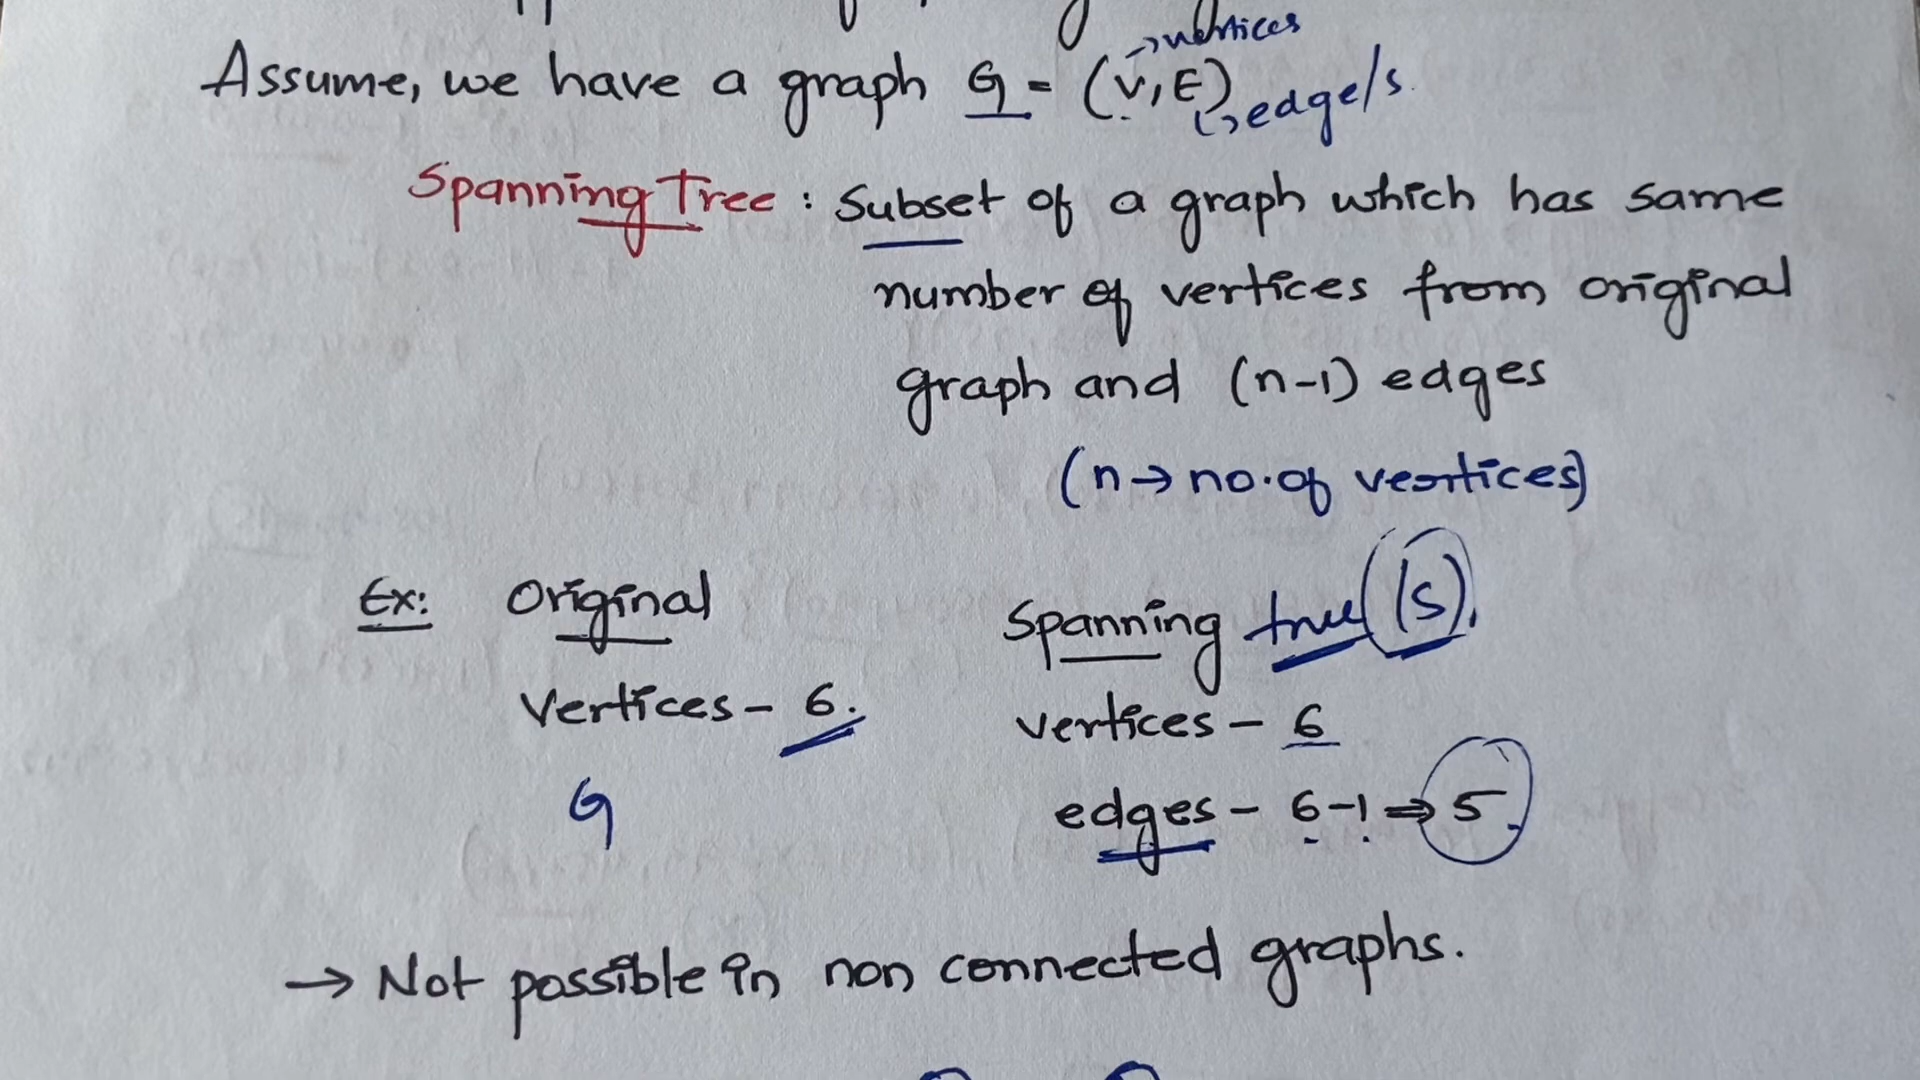 vertices
Assume, we have a graph G = (V,E) edge/s.
Spanning Tree : Subset of a graph which has same
number of vertices from original
graph and (n-1) edges
(n→ no.of vertices)
Ex: Original
Spanning tree(s).
Vertices - 6.
vertices - 6
G
edges - 6-1 ⇒ 5.
→ Not possible in non connected graphs.